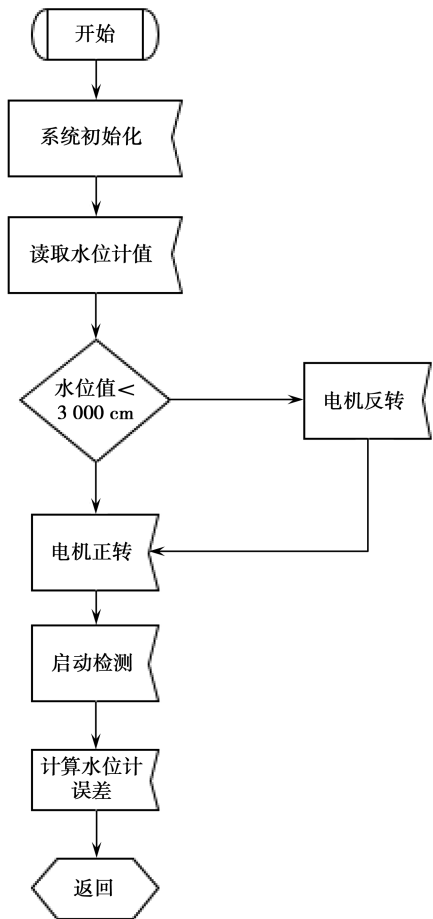 开始
系统初始化
读取水位计值
水位值<
3 000 cm
电机反转
电机正转
启动检测
计算水位计
误差
返回